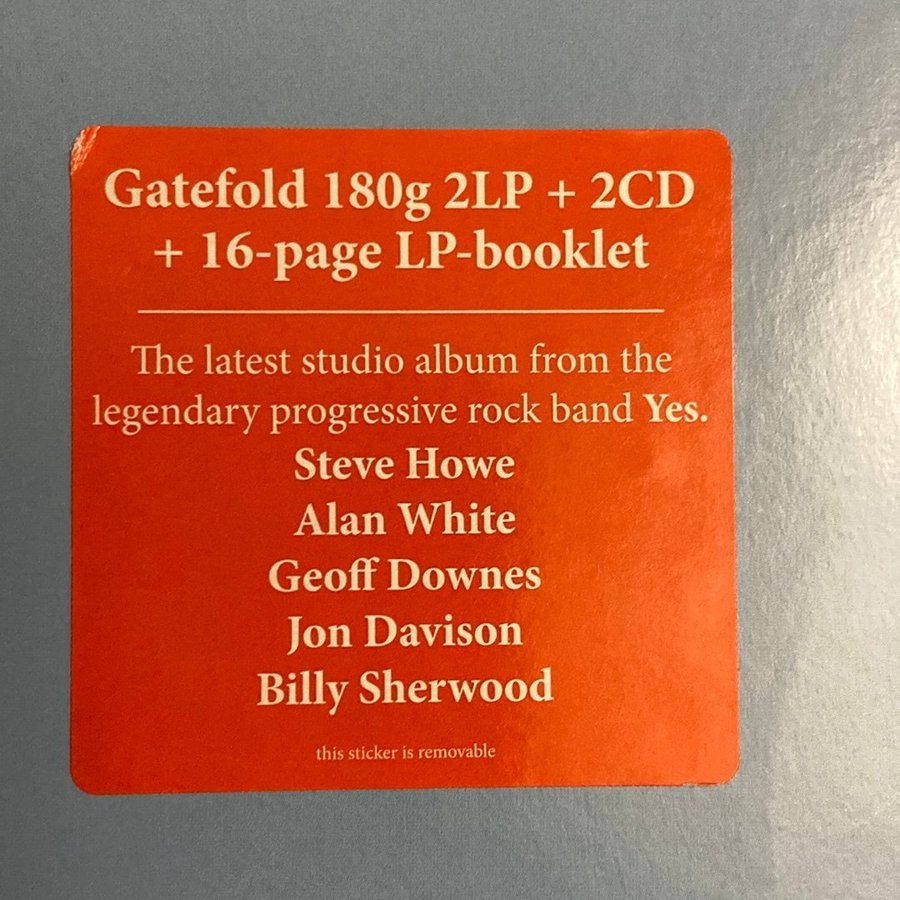 Gatefold 180g 2LP + 2CD
+ 16-page LP-booklet
The latest studio album from the
legendary progressive rock band Yes.
Steve Howe
Alan White
Geoff Downes
Jon Davison
Billy Sherwood
this sticker is removable